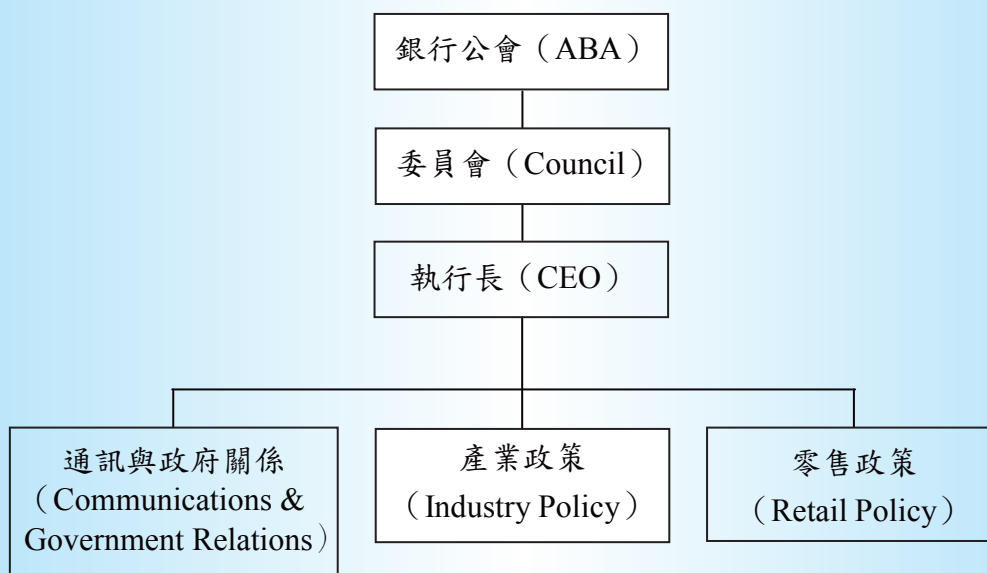 銀行公會（ABA）
委員會（Council）
執行長（CEO）
通訊與政府關係
（Communications &
Government Relations）
產業政策
（Industry Policy）
零售政策
（Retail Policy）